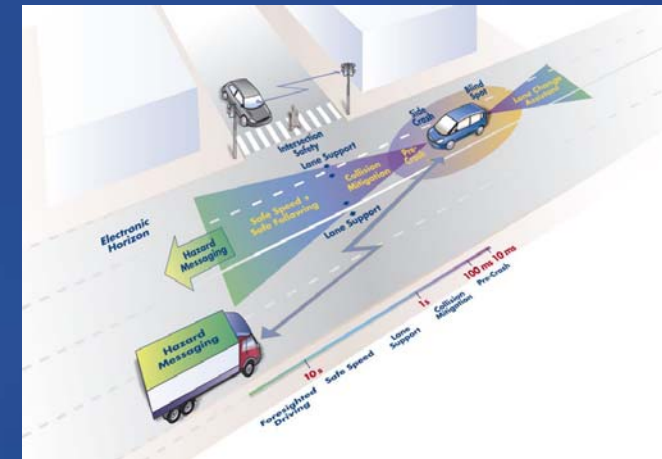 Side
Crash
Blind
Spot
Lane Change
Assistant
Intersection
Safety
Lane Support
Pre-
Crash
Collision
Mitigation
Safe Speed +
Safe Following
Lane Support
Electronic
Horizon
Hazard
Messaging
Hazard
Messaging
10s
1s
100 ms
10 ms
Foresighted
Driving
Safe Speed
Lane
Support
Collision
Mitigation
Pre-Crash